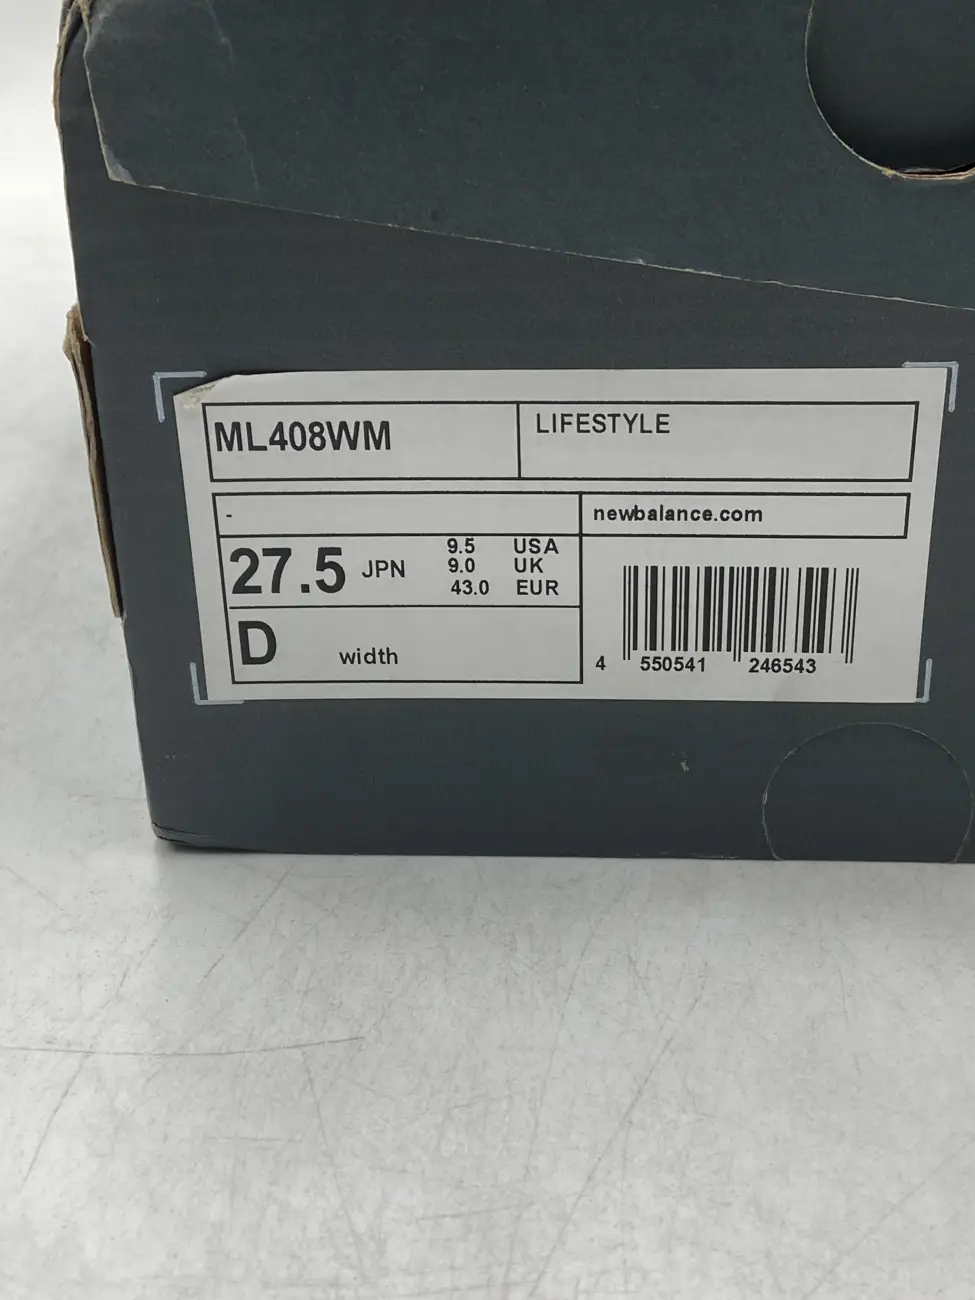 ML408WM
LIFESTYLE
-
newbalance.com
27.5 JPN
9.5 USA
9.0 UK
43.0 EUR
D width
4 550541 246543